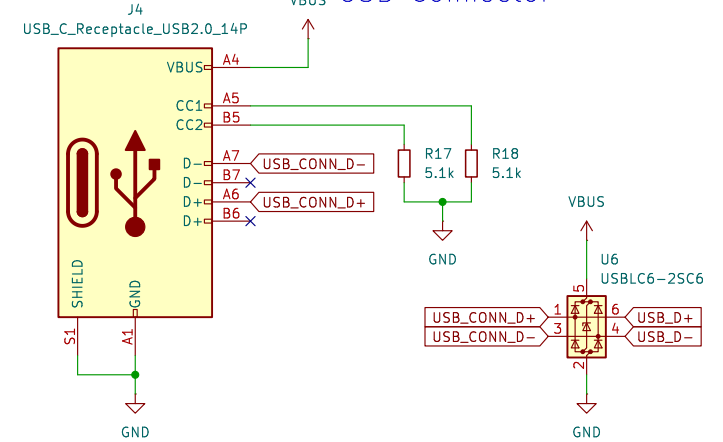 USB Connector
J4
USB_C_Receptacle_USB2.0_14P
VBUS
VBUS
A4
CC1
A5
CC2
B5
D-
A7
USB_CONN_D-
D-
B7
D+
A6
USB_CONN_D+
D+
B6
SHIELD
GND
S1
A1
GND
R17
5.1k
R18
5.1k
GND
VBUS
U6
USBLC6-2SC6
5
USB_CONN_D+
1
6
USB_D+
USB_CONN_D-
3
4
USB_D-
2
GND